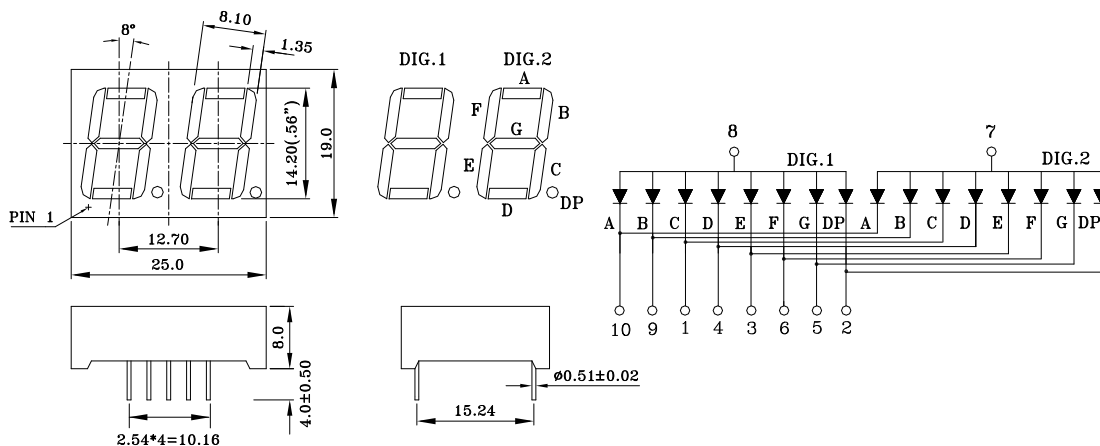 8°
8.10
1.35
14.20(.56")
19.0
PIN 1
12.70
25.0
DIG.1
DIG.2
A
F
B
G
E
C
D
DP
8
7
DIG.1
DIG.2
A B C D E F G DP A B C D E F G DP
10 9 1 4 3 6 5 2
8.0
4.0±0.50
2.54*4=10.16
ø0.51±0.02
15.24